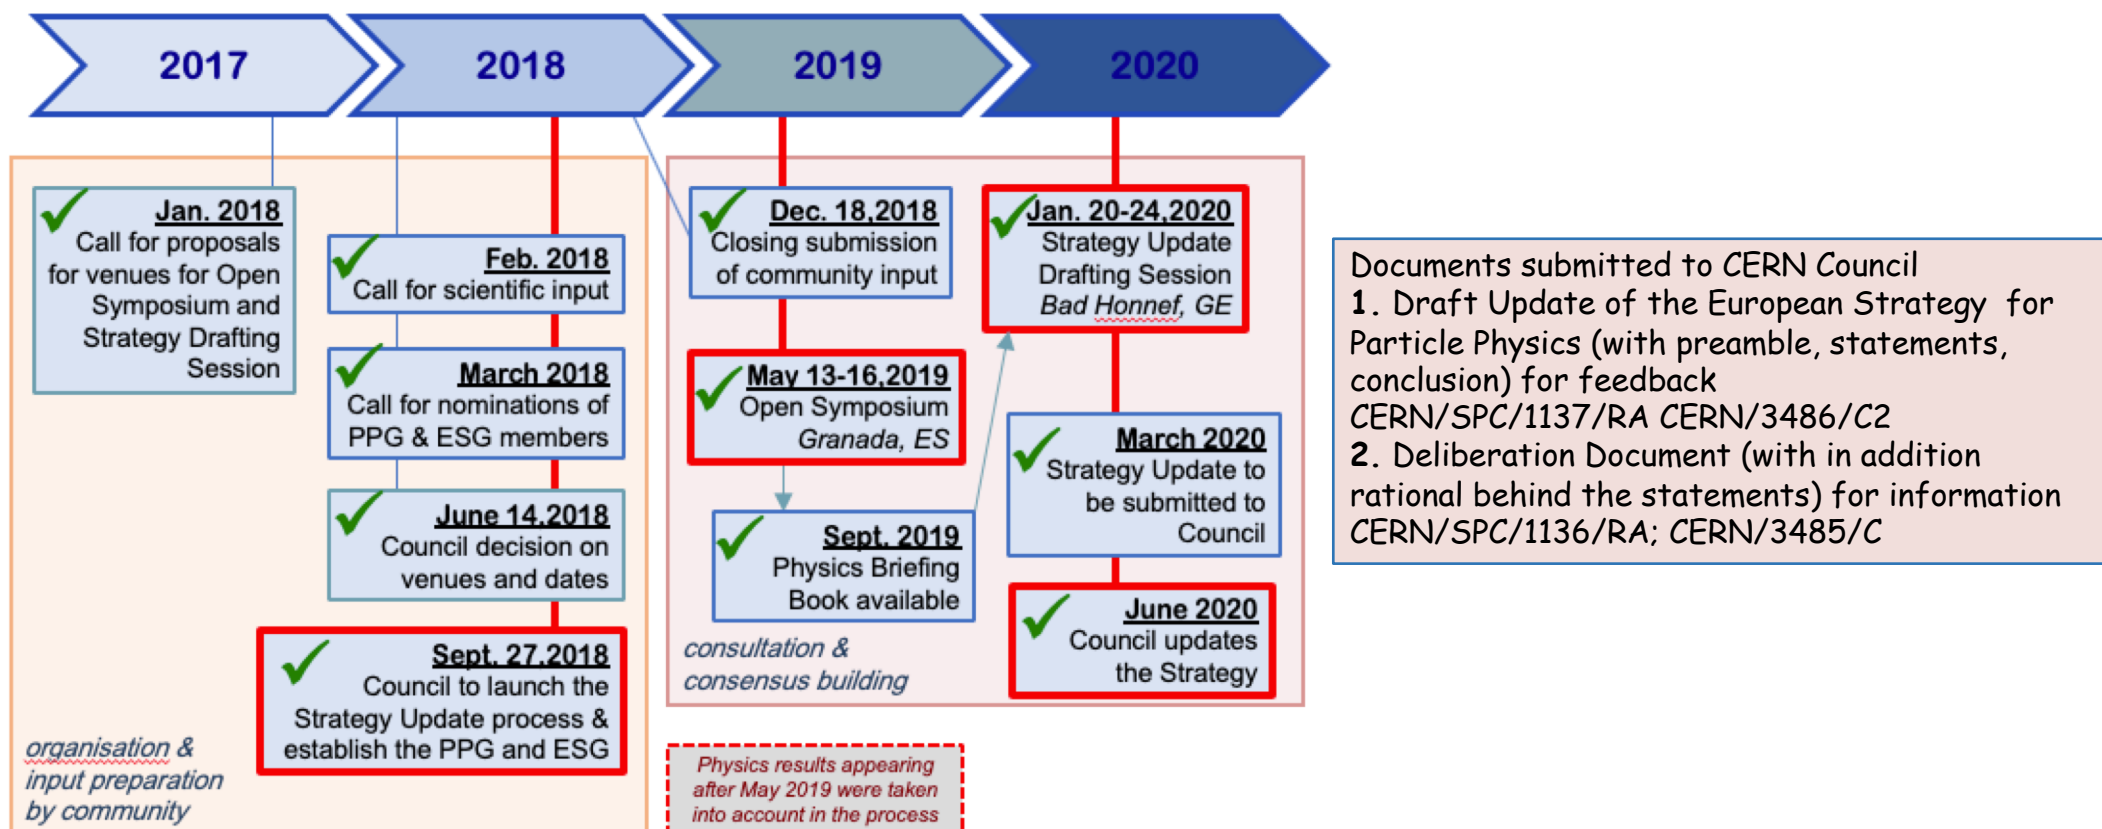 2017
2018
2019
2020
Jan. 2018
Call for proposals
for venues for Open
Symposium and
Strategy Drafting
Session
Feb. 2018
Call for scientific input
March 2018
Call for nominations of
PPG & ESG members
June 14,2018
Council decision on
venues and dates
Sept. 27,2018
Council to launch the
Strategy Update process &
establish the PPG and ESG
organisation &
input preparation
by community
Dec. 18,2018
Closing submission
of community input
May 13-16,2019
Open Symposium
Granada, ES
Sept. 2019
Physics Briefing
Book available
consultation &
consensus building
Jan. 20-24,2020
Strategy Update
Drafting Session
Bad Honnef, GE
March 2020
Strategy Update to
be submitted to
Council
June 2020
Council updates
the Strategy
Physics results appearing
after May 2019 were taken
into account in the process
Documents submitted to CERN Council
1. Draft Update of the European Strategy for
Particle Physics (with preamble, statements,
conclusion) for feedback
CERN/SPC/1137/RA CERN/3486/C2
2. Deliberation Document (with in addition
rational behind the statements) for information
CERN/SPC/1136/RA; CERN/3485/C